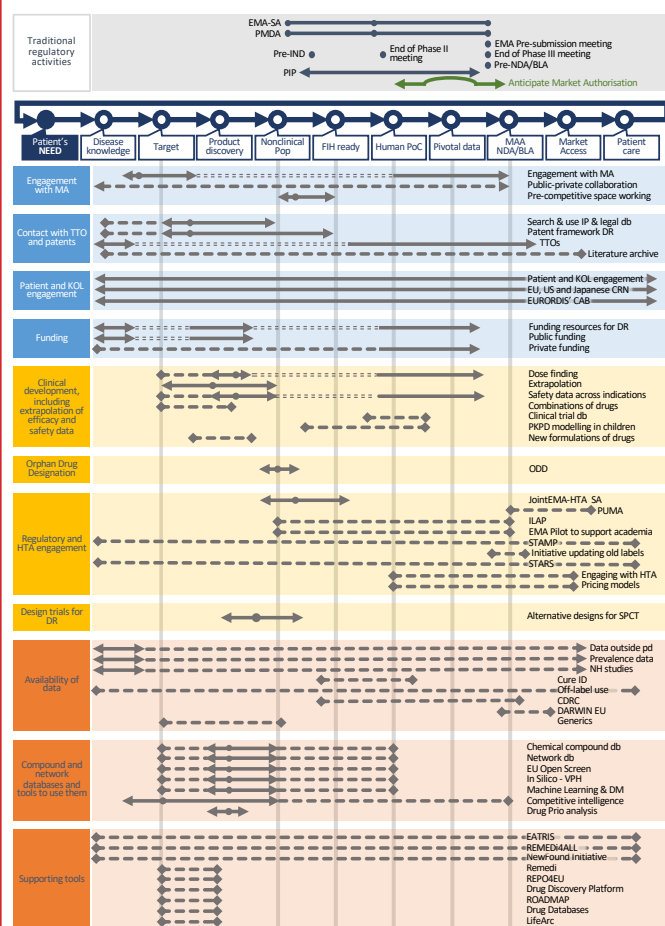 Traditional
regulatory
activities
EMA-SA
PMDA
Pre-IND
End of Phase II
meeting
EMA Pre-submission meeting
End of Phase III meeting
Pre-NDA/BLA
PIP
Anticipate Market Authorisation
Patient's
NEED
Disease
knowledge
Target
Product
discovery
Nonclinical
Pop
FIH ready
Human PoC
Pivotal data
MAA
NDA/BLA
Market
Access
Patient
care
Engagement
with MA
Engagement with MA
Public-private collaboration
Pre-competitive space working
Contact with TTO
and patents
Search & use IP & legal db
Patent framework DR
TTOs
Literature archive
Patient and KOL
engagement
Patient and KOL engagement
EU, US and Japanese CRN
EURORDIS' CAB
Funding
Funding resources for DR
Public funding
Private funding
Clinical
development,
including
extrapolation of
efficacy and
safety data
Dose finding
Extrapolation
Safety data across indications
Combinations of drugs
Clinical trial db
PKPD modelling in children
New formulations of drugs
Orphan Drug
Designation
ODD
Regulatory and
HTA engagement
JointEMA-HTA SA
PUMA
ILAP
EMA Pilot to support academia
STAMP
Initiative updating old labels
STARS
Engaging with HTA
Pricing models
Design trials for
DR
Alternative designs for SPCT
Availability of
data
Data outside pd
Prevalence data
NH studies
Cure ID
Off-label use
CDRC
DARWIN EU
Generics
Compound and
network
databases and
tools to use them
Chemical compound db
Network db
EU Open Screen
In Silico - VPH
Machine Learning & DM
Competitive intelligence
Drug Prio analysis
Supporting tools
EATRIS
REMEDi4ALL
NewFound Initiative
Remedi
REPO4EU
Drug Discovery Platform
ROADMAP
Drug Databases
LifeArc